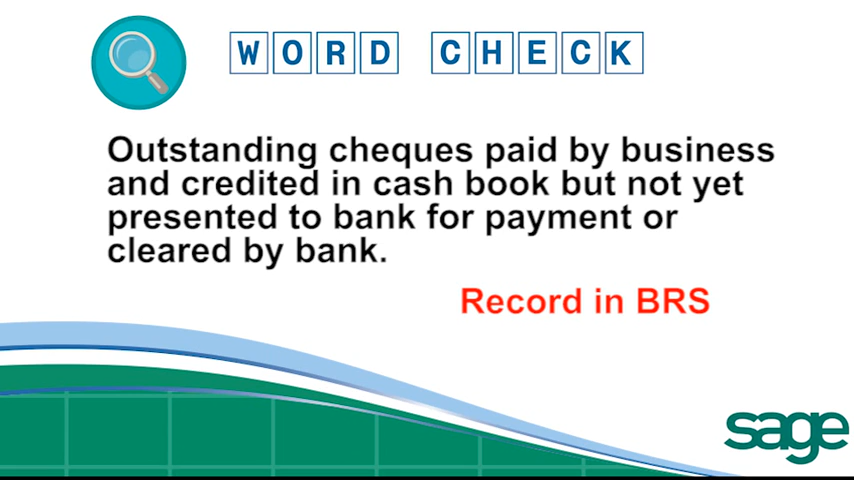 WORD CHECK
Outstanding cheques paid by business
and credited in cash book but not yet
presented to bank for payment or
cleared by bank.
Record in BRS
sage